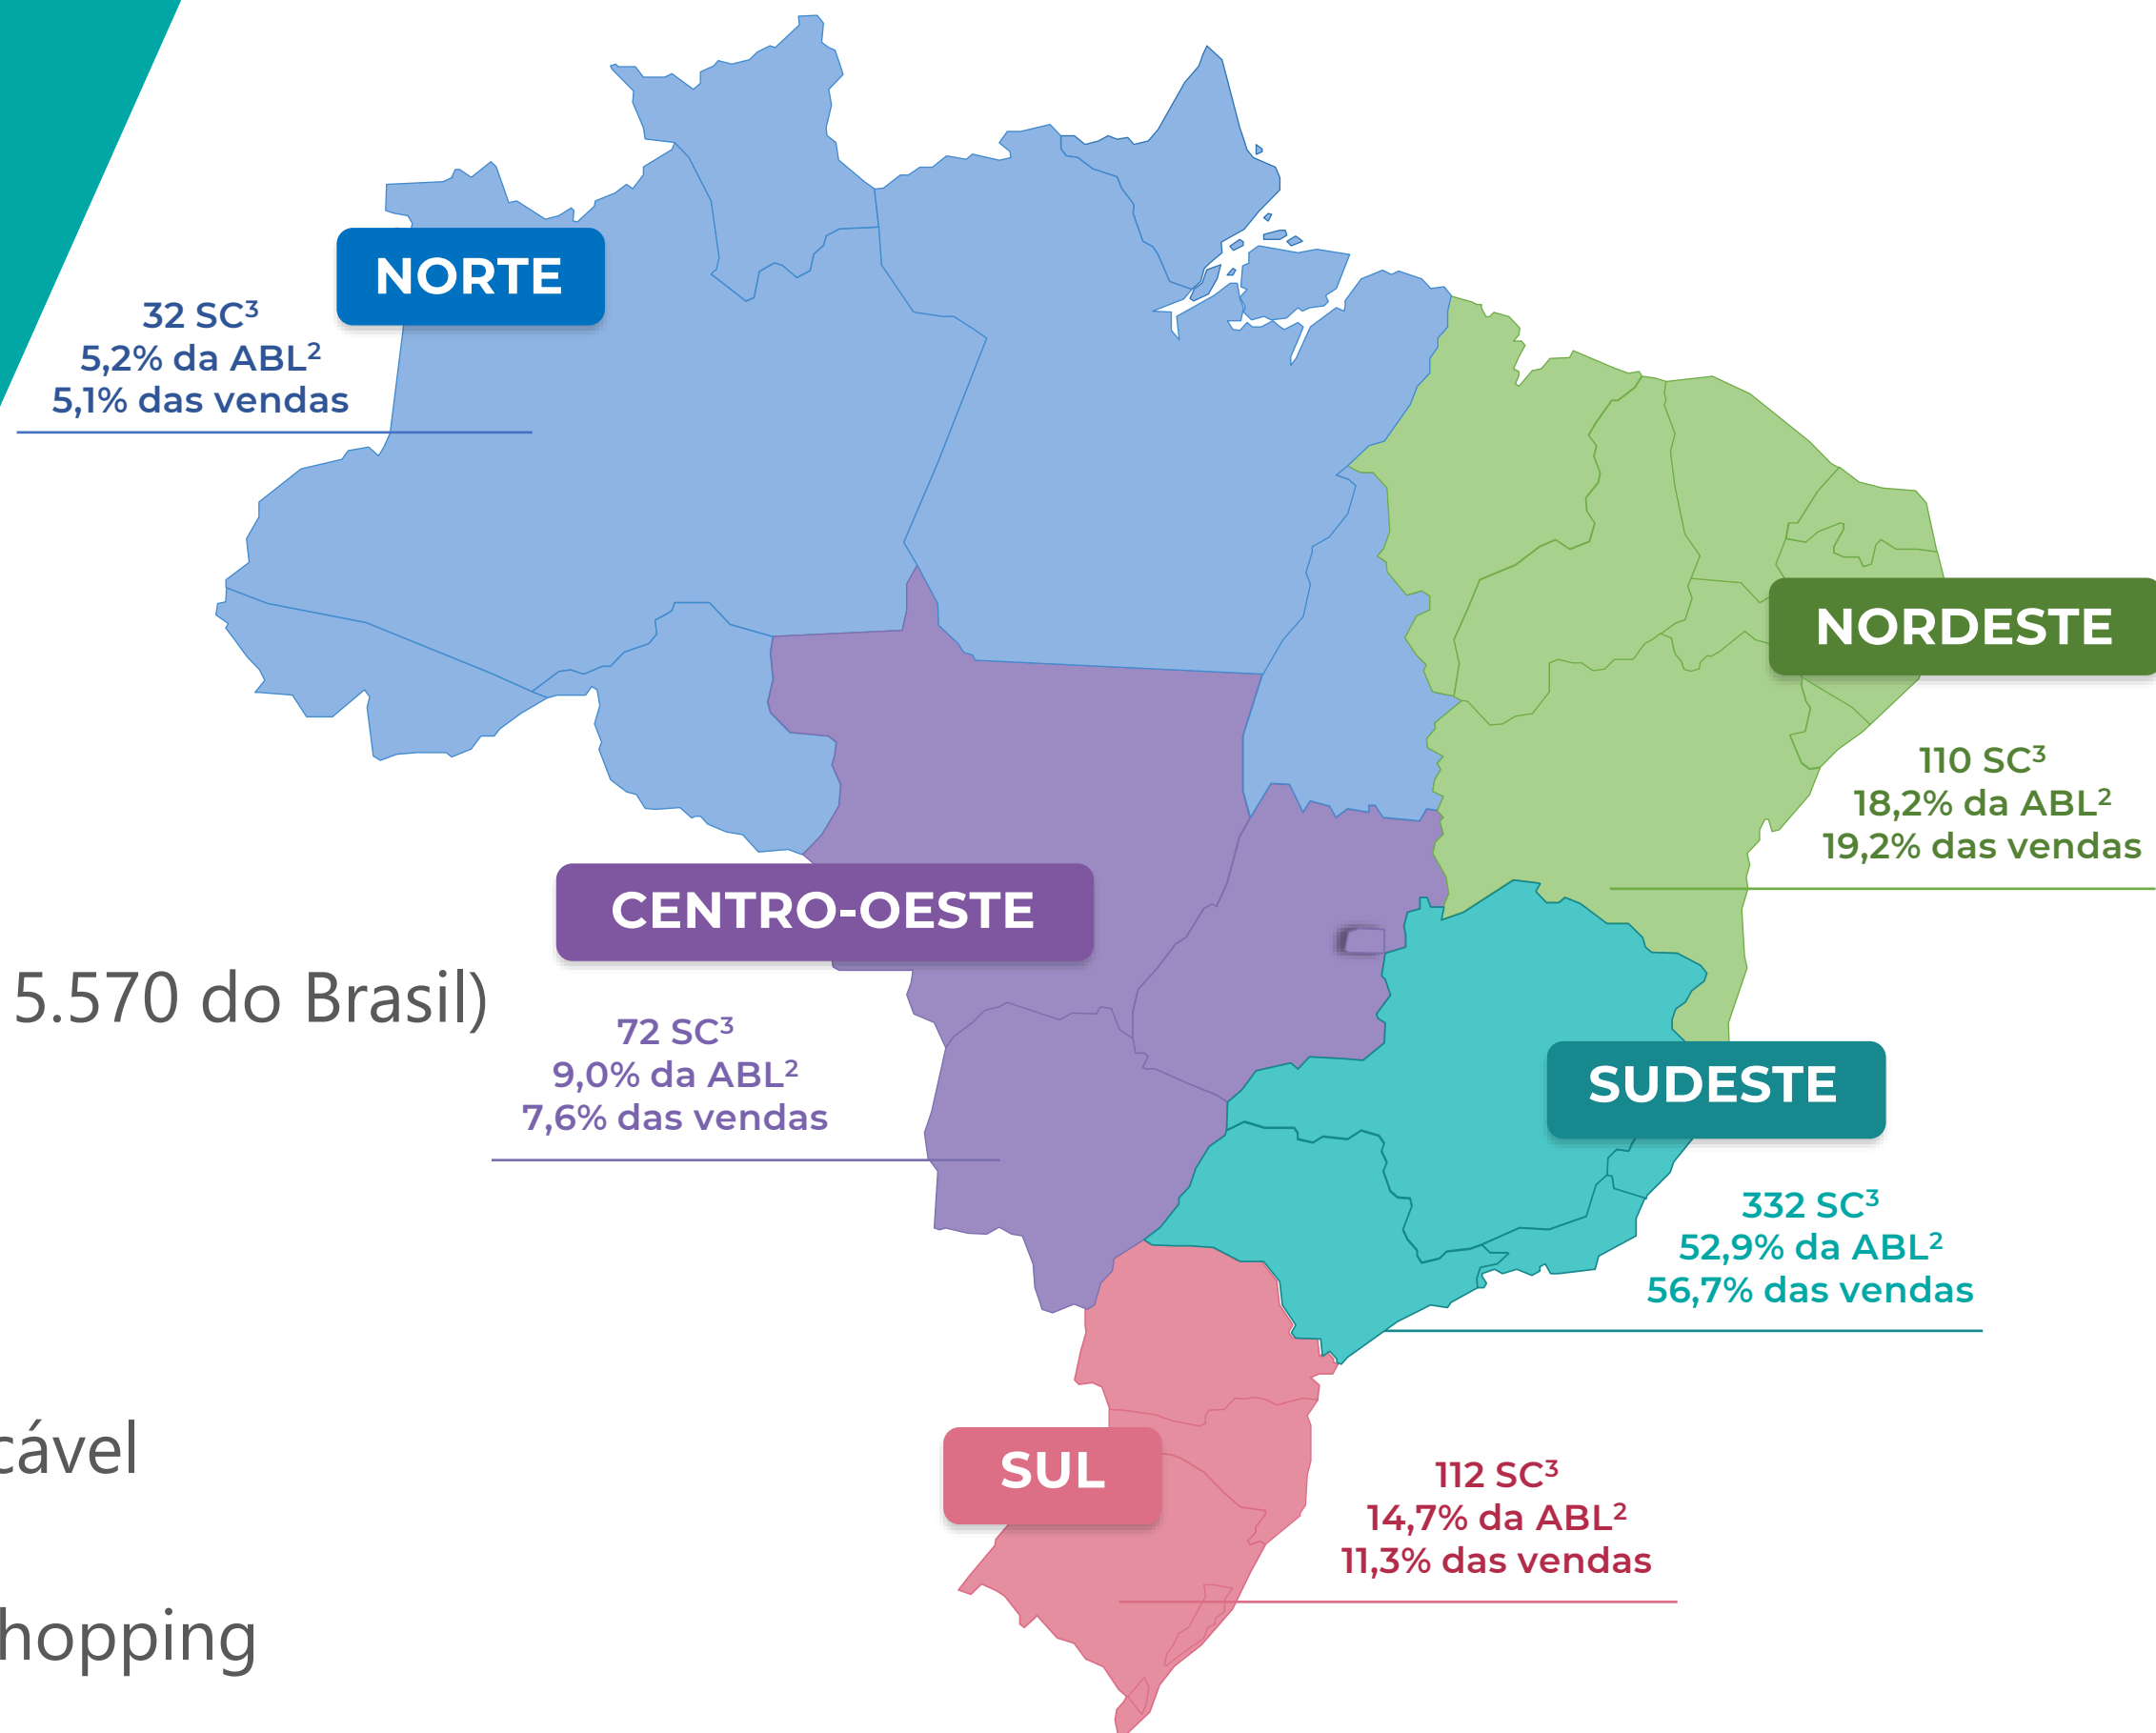 NORTE
32 SC³
5,2% da ABL²
5,1% das vendas
NORDESTE
110 SC³
18,2% da ABL²
19,2% das vendas
CENTRO-OESTE
5.570 do Brasil)
72 SC³
9,0% da ABL²
7,6% das vendas
SUDESTE
332 SC³
52,9% da ABL²
56,7% das vendas
cável
SUL
112 SC³
14,7% da ABL²
11,3% das vendas
hopping